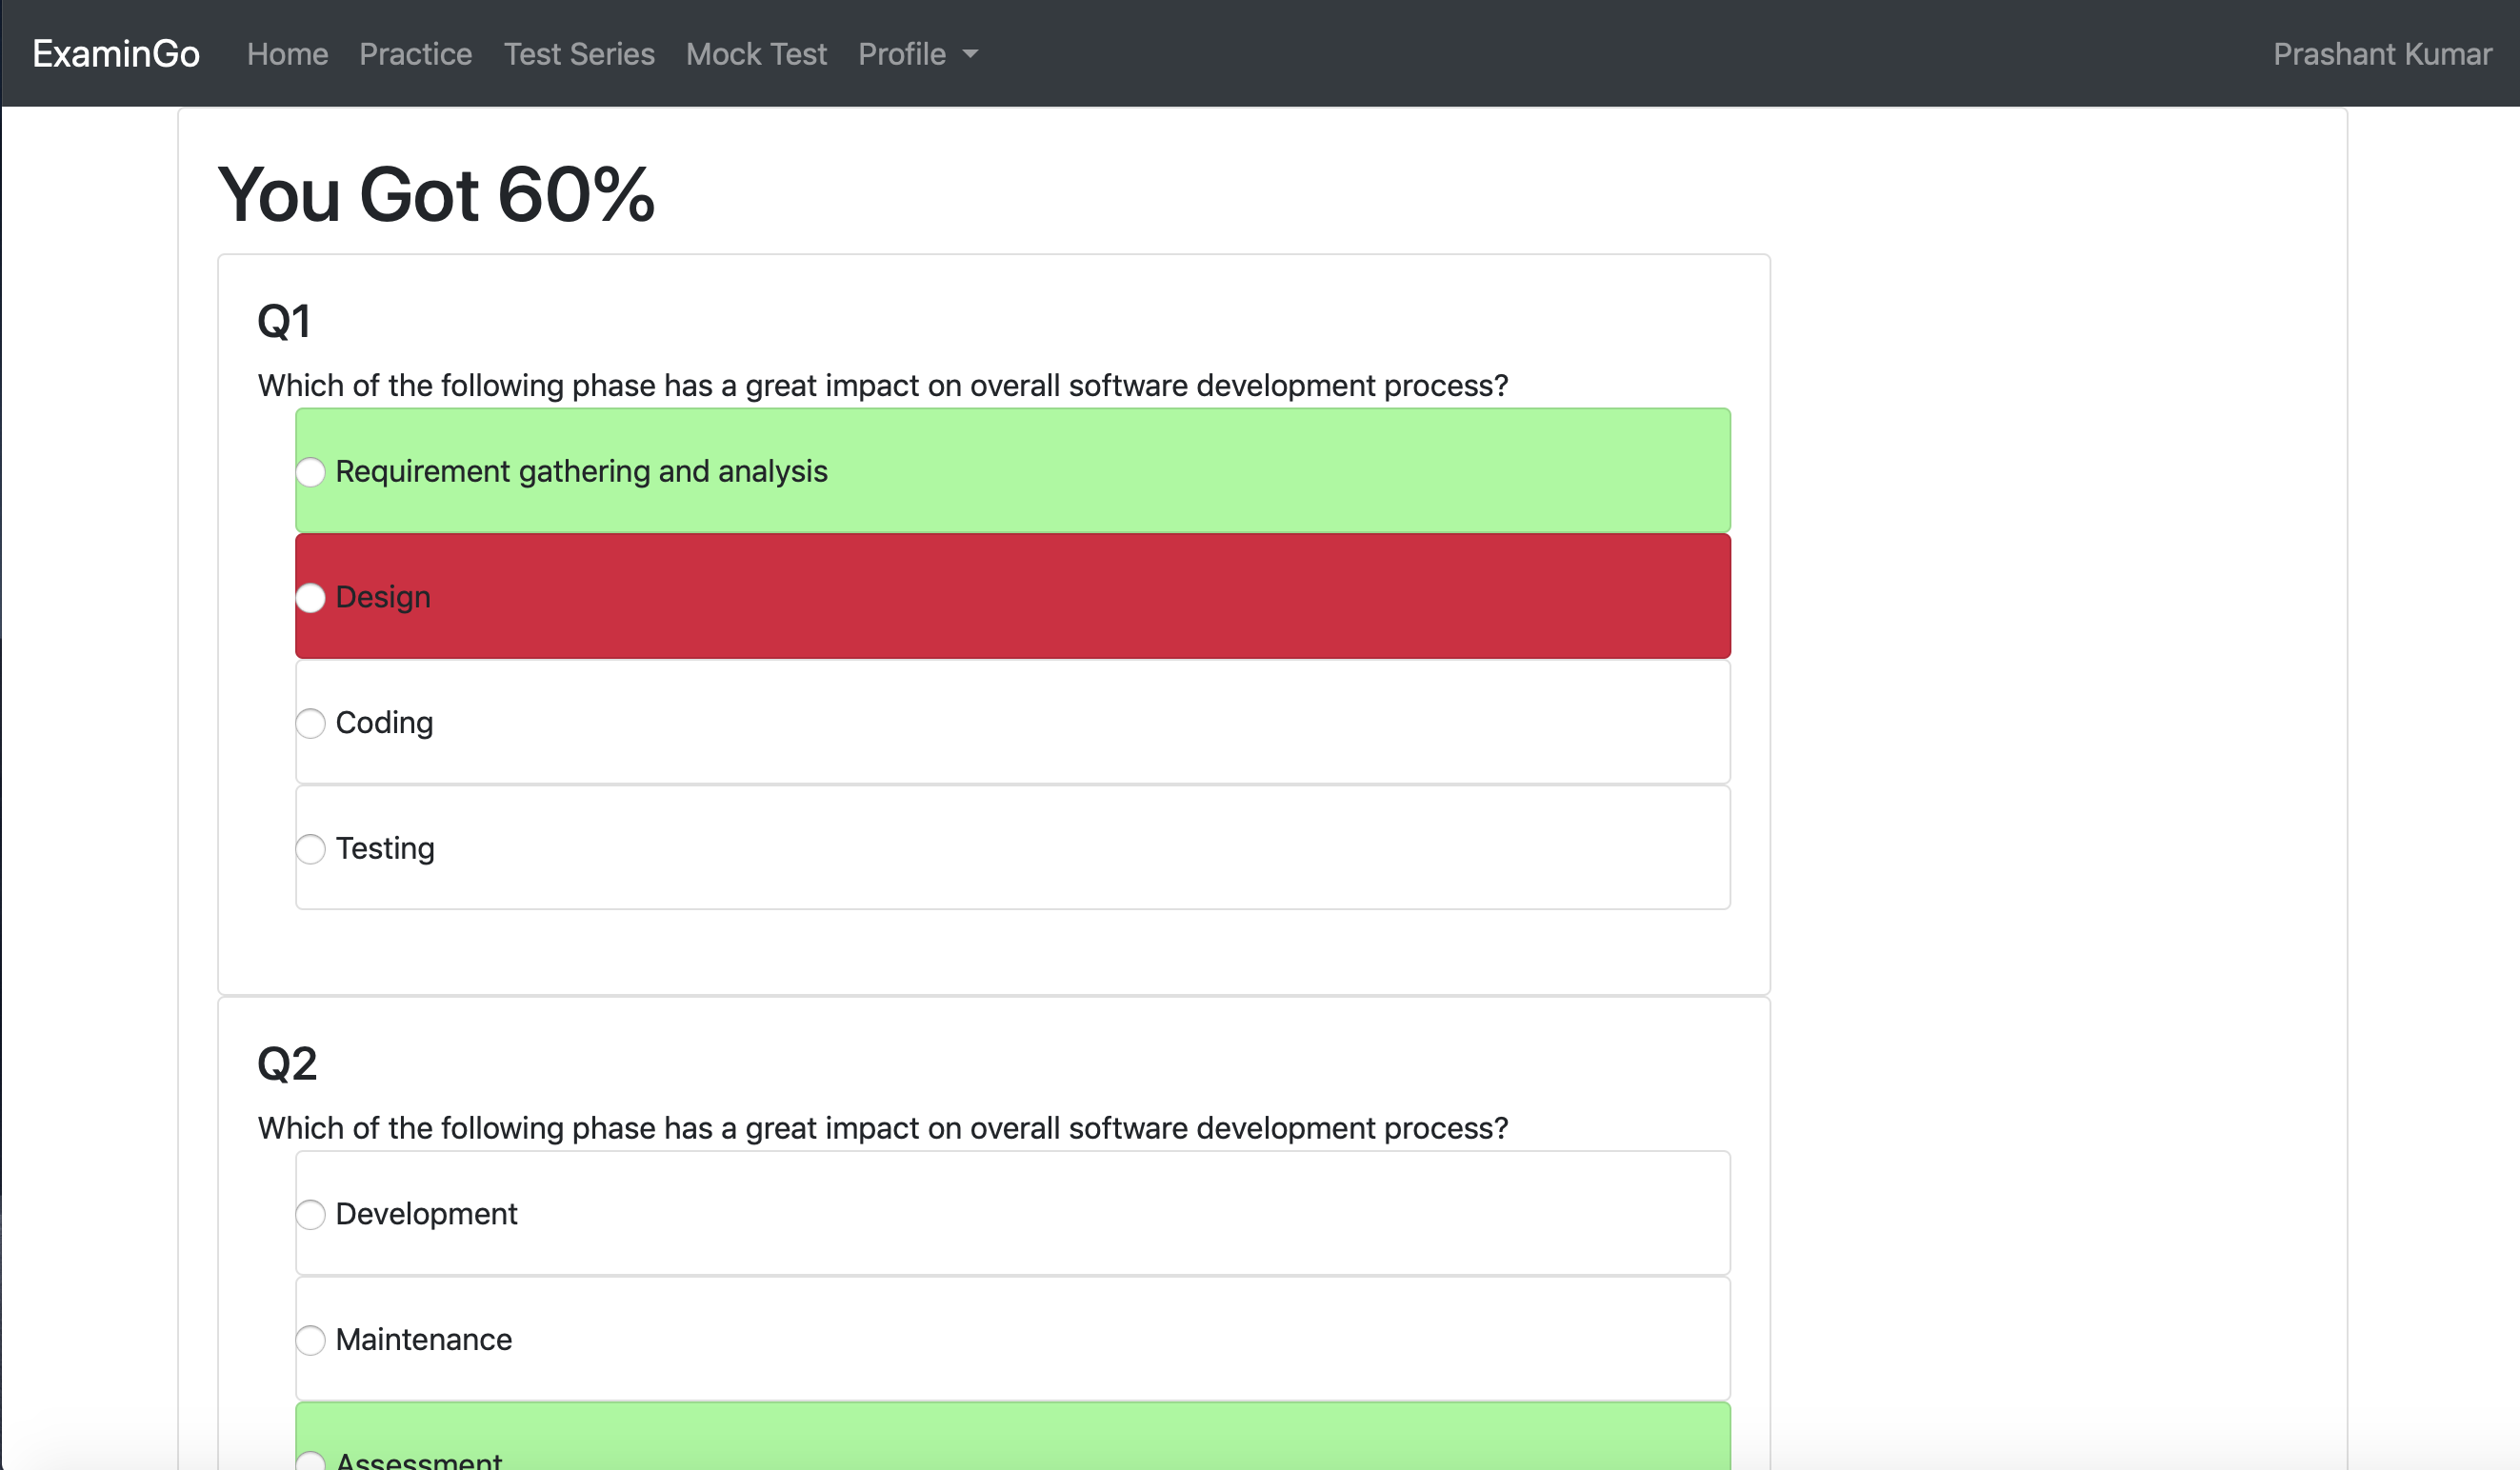 ExaminGo Home Practice Test Series Mock Test Profile Prashant Kumar
You Got 60%
Q1
Which of the following phase has a great impact on overall software development process?
Requirement gathering and analysis
Design
Coding
Testing
Q2
Which of the following phase has a great impact on overall software development process?
Development
Maintenance
Assessment